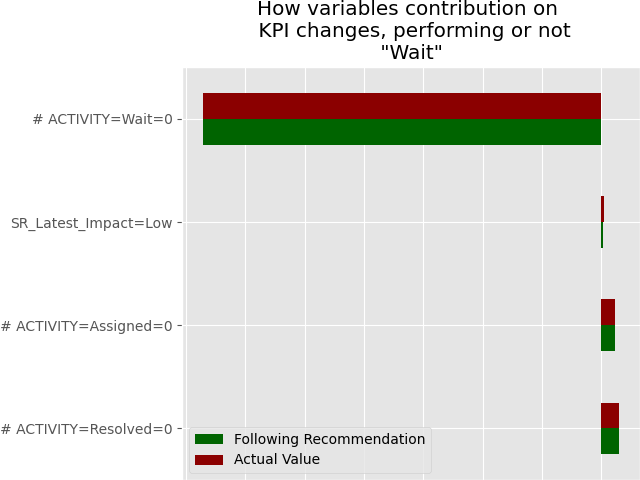 How variables contribution on
KPI changes, performing or not
"Wait"
# ACTIVITY=Wait=0
SR_Latest_Impact=Low
# ACTIVITY=Assigned=0
# ACTIVITY=Resolved=0
Following Recommendation
Actual Value